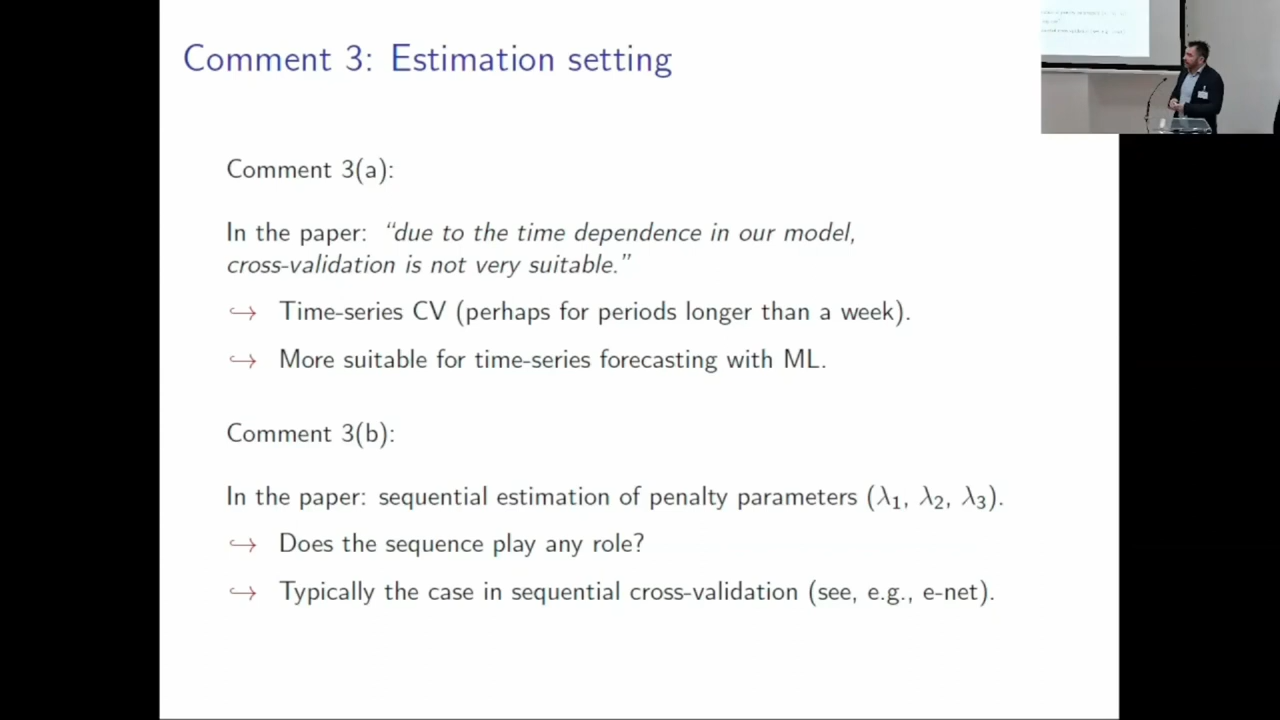 Comment 3: Estimation setting
Comment 3(a):
In the paper: “due to the time dependence in our model,
cross-validation is not very suitable.”
↪ Time-series CV (perhaps for periods longer than a week).
↪ More suitable for time-series forecasting with ML.
Comment 3(b):
In the paper: sequential estimation of penalty parameters (λ₁, λ₂, λ₃).
↪ Does the sequence play any role?
↪ Typically the case in sequential cross-validation (see, e.g., e-net).